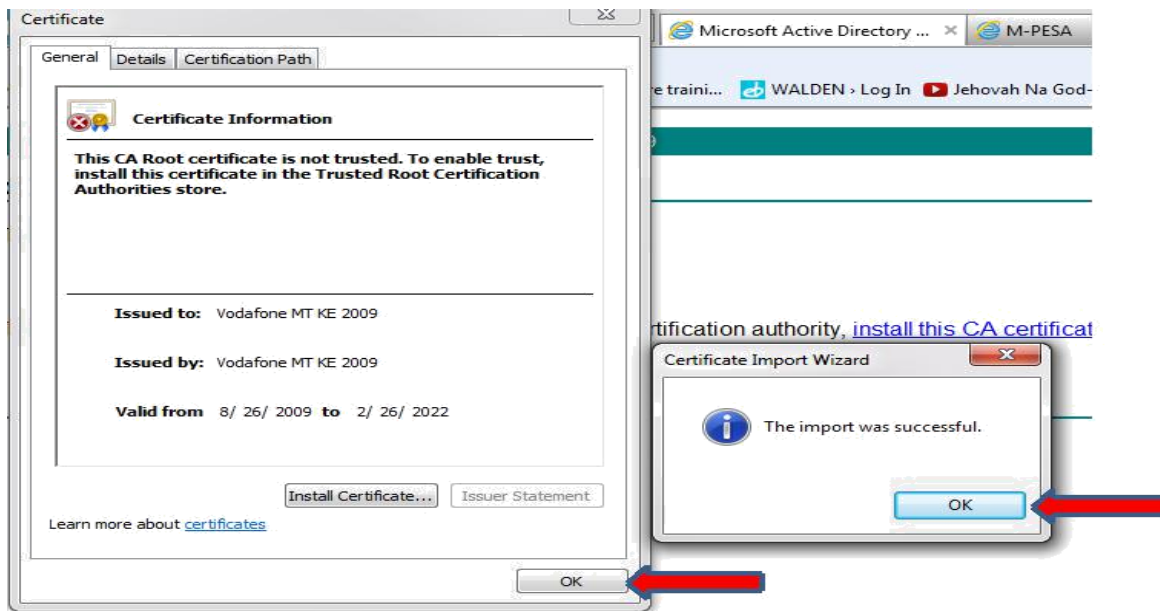 Certificate
General Details Certification Path
Certificate Information
This CA Root certificate is not trusted. To enable trust,
install this certificate in the Trusted Root Certification
Authorities store.
Issued to: Vodafone MT KE 2009
Issued by: Vodafone MT KE 2009
Valid from 8/ 26/ 2009 to 2/ 26/ 2022
Install Certificate... Issuer Statement
Learn more about certificates
OK
Microsoft Active Directory ... M-PESA
e traini... WALDEN › Log In Jehovah Na God-
rtification authority, install this CA certificat
Certificate Import Wizard
The import was successful.
OK